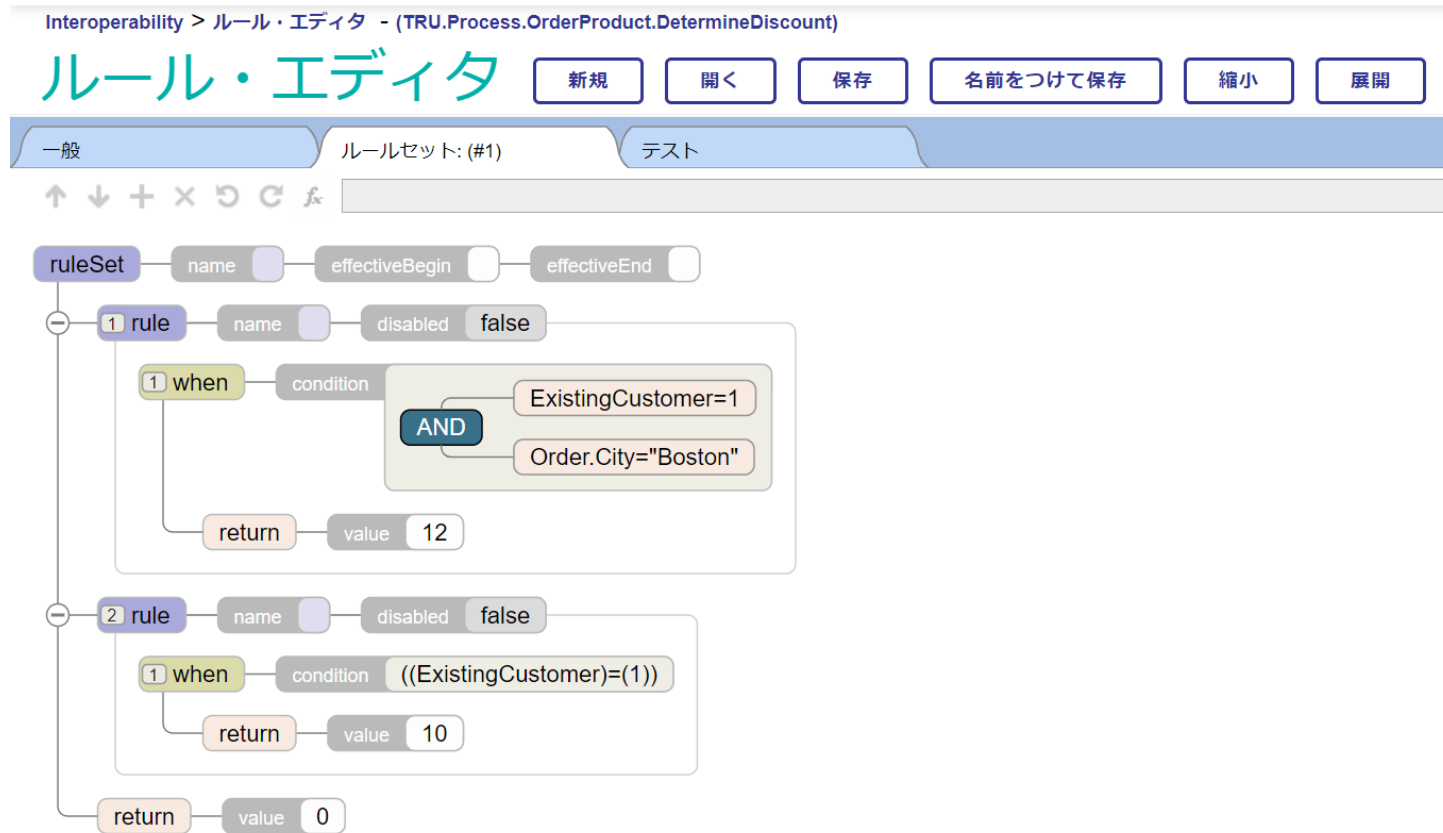 Interoperability > ルール・エディタ - (TRU.Process.OrderProduct.DetermineDiscount)
ルール・エディタ 新規 開く 保存 名前をつけて保存 縮小 展開
一般 ルールセット: (#1) テスト
fx
ruleSet name effectiveBegin effectiveEnd
1 rule name disabled false
1 when condition
ExistingCustomer=1
AND
Order.City="Boston"
return value 12
2 rule name disabled false
1 when condition ((ExistingCustomer)=(1))
return value 10
return value 0